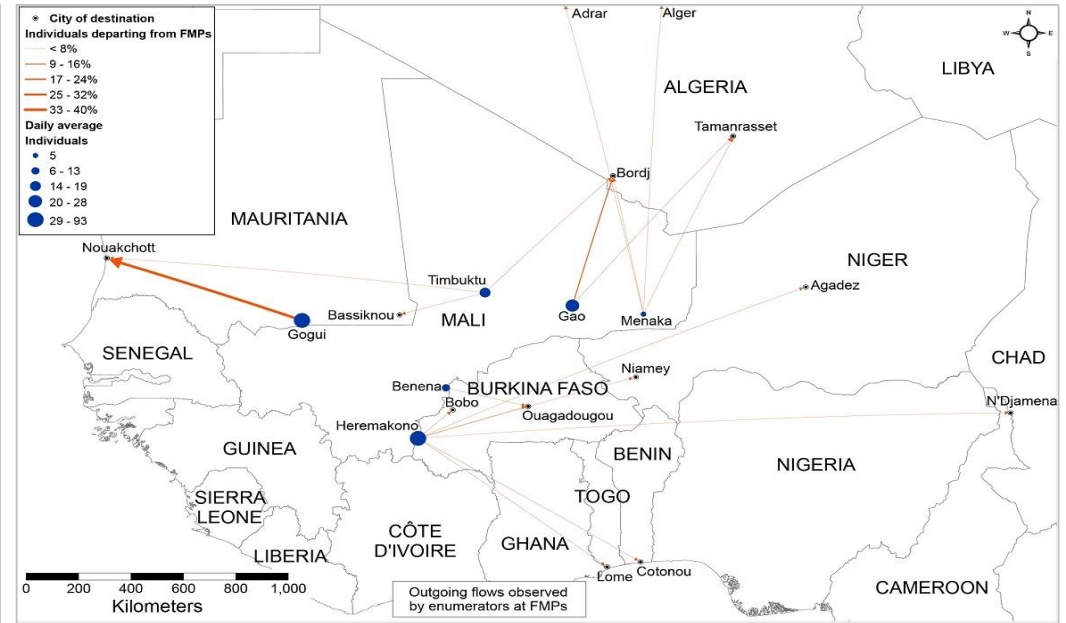 City of destination
Individuals departing from FMPs
< 8%
9 - 16%
17 - 24%
25 - 32%
33 - 40%
Daily average
Individuals
5
6 - 13
14 - 19
20 - 28
29 - 93
Adrar
Alger
N
W
E
S
LIBYA
ALGERIA
Tamanrasset
Bordj
MAURITANIA
Nouakchott
NIGER
Timbuktu
Agadez
Bassiknou
MALI
Gao
Menaka
Gogui
SENEGAL
CHAD
Niamey
Benena
BURKINA FASO
Bobo
Ouagadougou
N'Djamena
Heremakono
GUINEA
BENIN
NIGERIA
SIERRA
LEONE
TOGO
CÔTE
D'IVOIRE
GHANA
LIBERIA
Lome
Cotonou
CAMEROON
0 200 400 600 800 1,000
Kilometers
Outgoing flows observed
by enumerators at FMPs